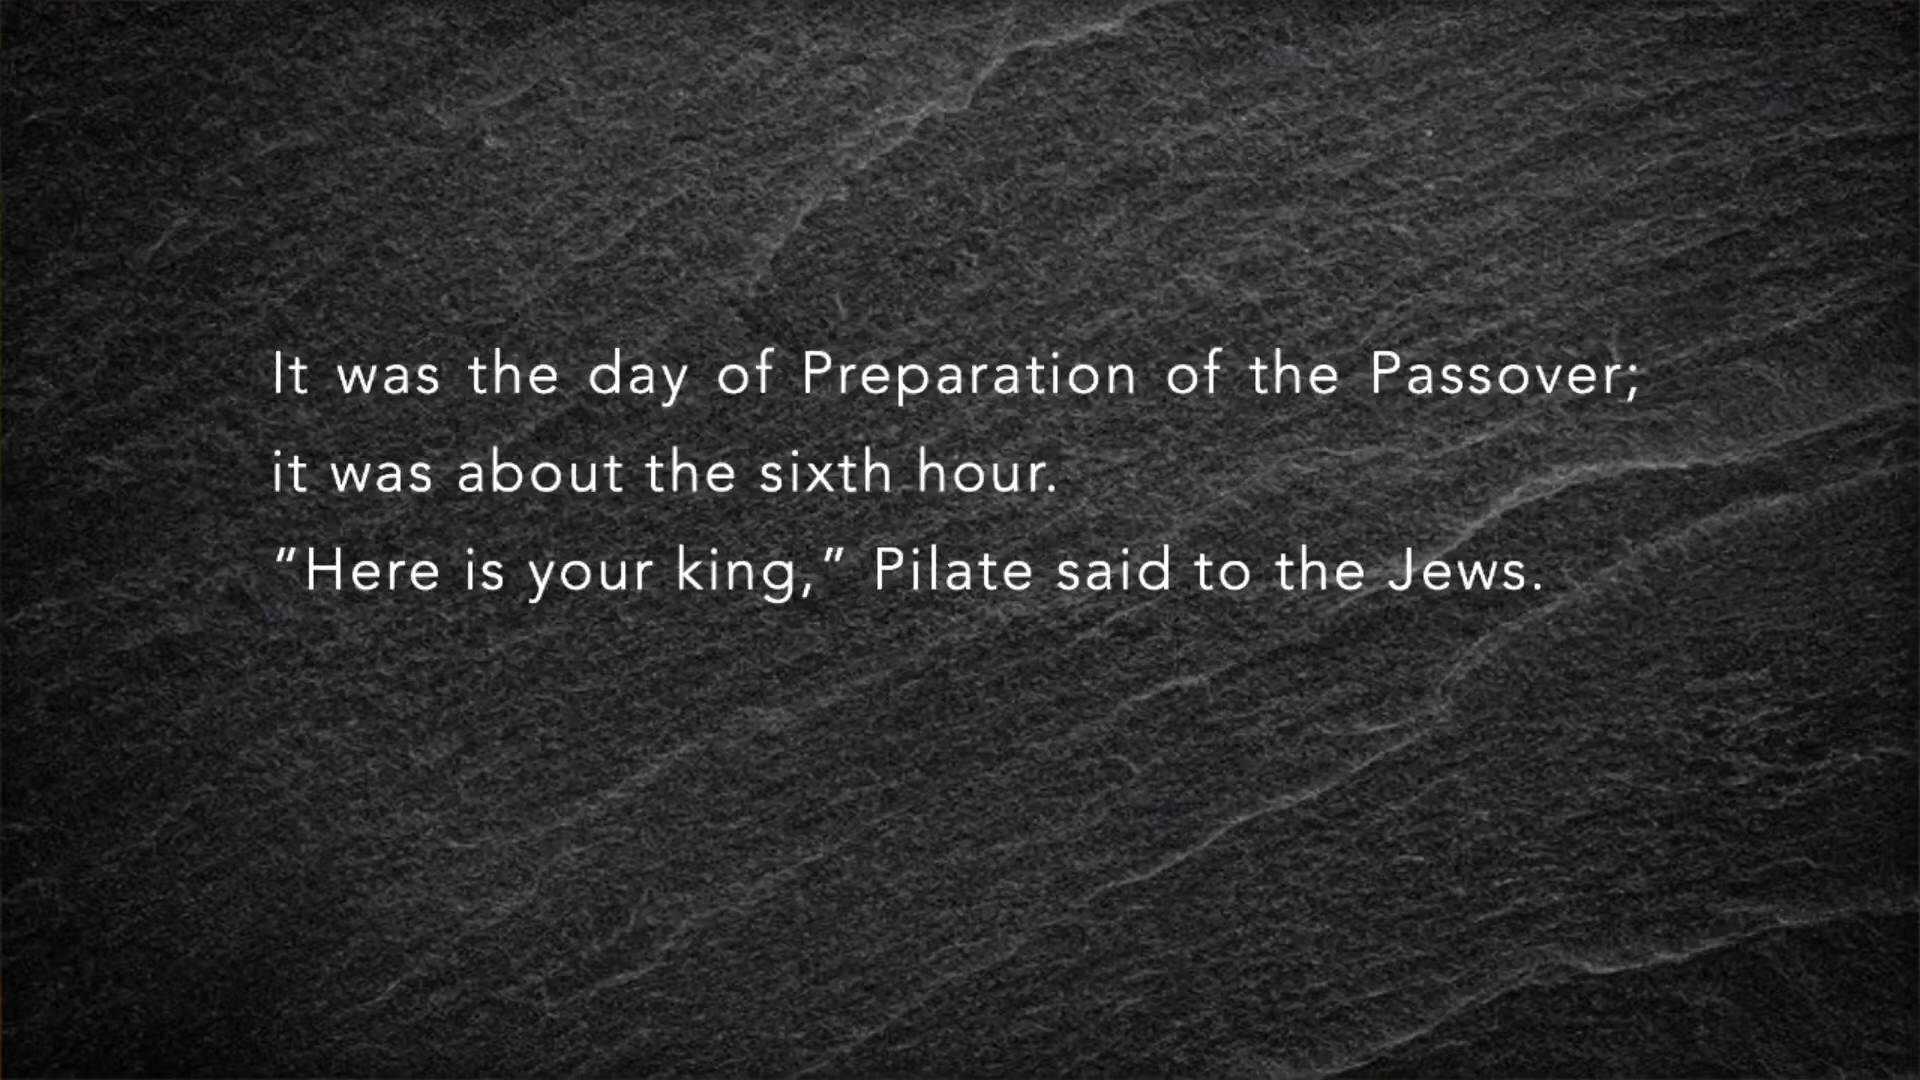 It was the day of Preparation of the Passover;
it was about the sixth hour.
“Here is your king,” Pilate said to the Jews.